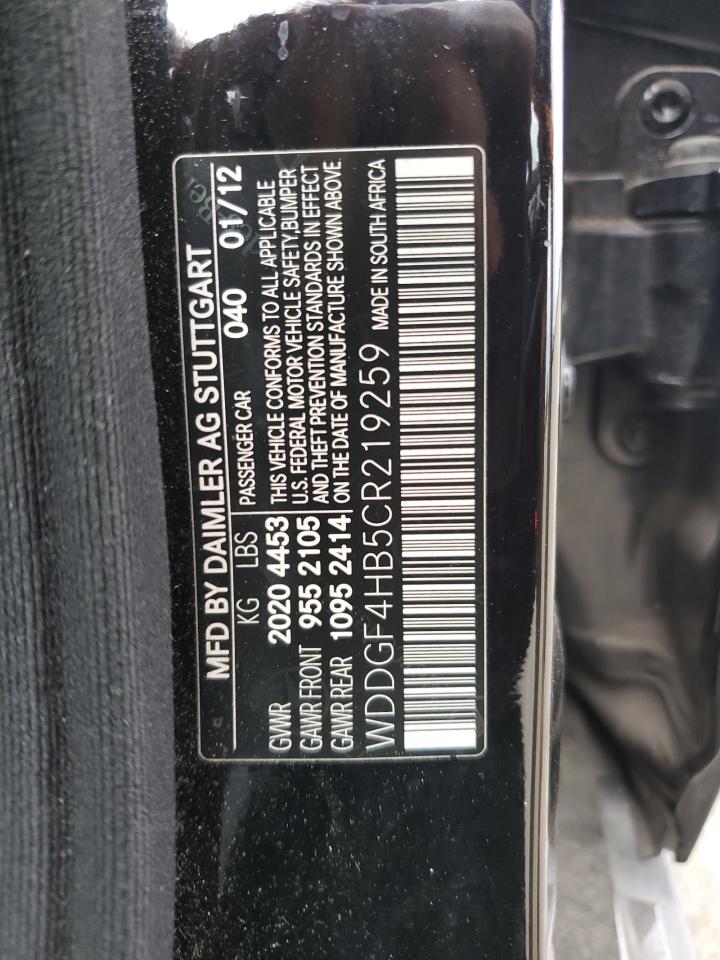 MFD BY DAIMLER AG STUTTGART
KG LBS PASSENGER CAR 040 01/12
GVWR 2020 4453
GAWR FRONT 955 2105
GAWR REAR 1095 2414
THIS VEHICLE CONFORMS TO ALL APPLICABLE
U.S. FEDERAL MOTOR VEHICLE SAFETY,BUMPER
AND THEFT PREVENTION STANDARDS IN EFFECT
ON THE DATE OF MANUFACTURE SHOWN ABOVE.
WDDGF4HB5CR219259 MADE IN SOUTH AFRICA